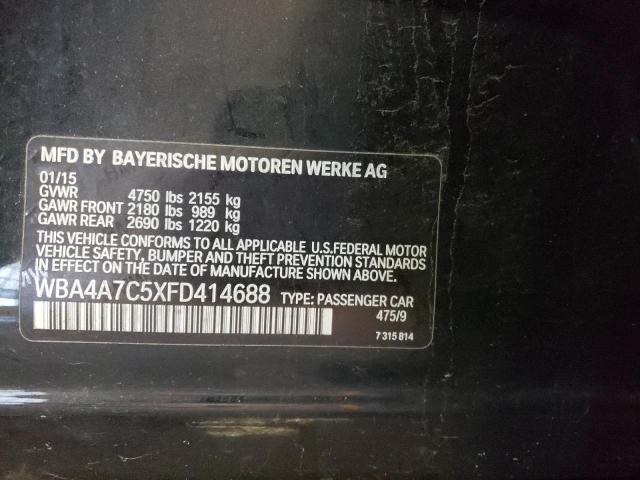 MFD BY BAYERISCHE MOTOREN WERKE AG
01/15
GVWR 4750 lbs 2155 kg
GAWR FRONT 2180 lbs 989 kg
GAWR REAR 2690 lbs 1220 kg
THIS VEHICLE CONFORMS TO ALL APPLICABLE U.S.FEDERAL MOTOR
VEHICLE SAFETY, BUMPER AND THEFT PREVENTION STANDARDS
IN EFFECT ON THE DATE OF MANUFACTURE SHOWN ABOVE.
WBA4A7C5XFD414688 TYPE: PASSENGER CAR
475/9
7 315 814